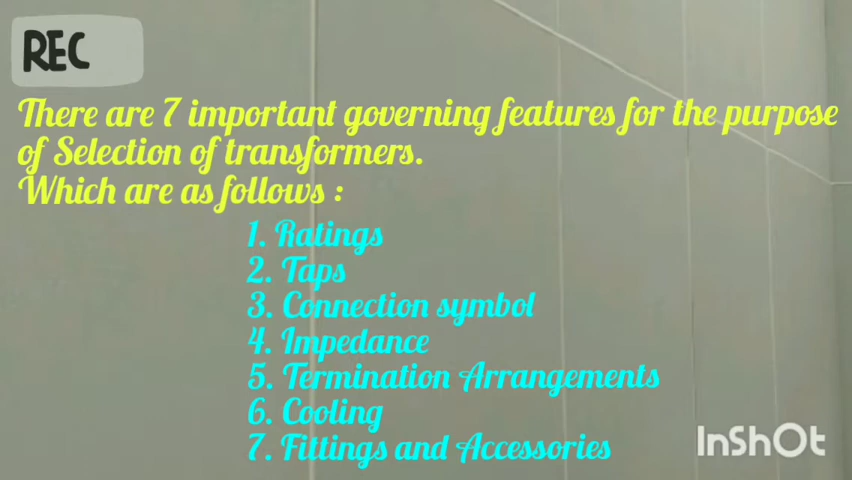 REC
There are 7 important governing features for the purpose
of Selection of transformers.
Which are as follows :
1. Ratings
2. Taps
3. Connection symbol
4. Impedance
5. Termination Arrangements
6. Cooling
7. Fittings and Accessories
InShOt